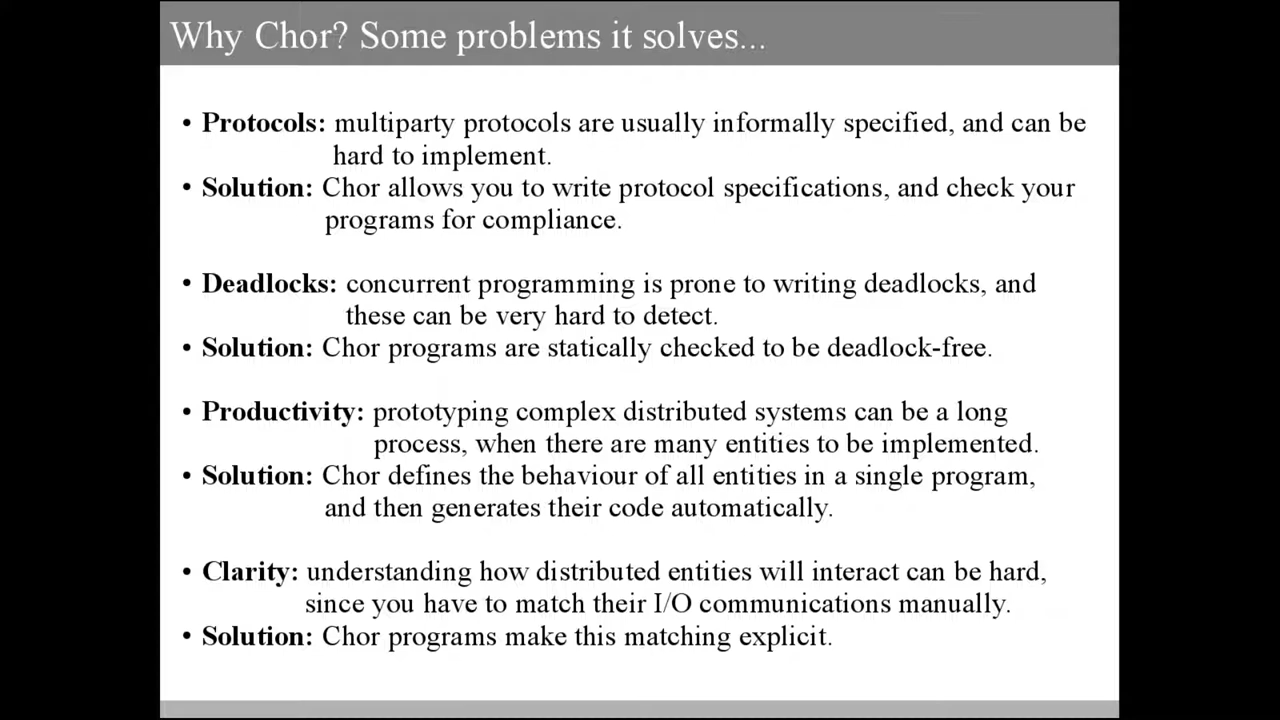 Why Chor? Some problems it solves...
• Protocols: multiparty protocols are usually informally specified, and can be
hard to implement.
• Solution: Chor allows you to write protocol specifications, and check your
programs for compliance.
• Deadlocks: concurrent programming is prone to writing deadlocks, and
these can be very hard to detect.
• Solution: Chor programs are statically checked to be deadlock-free.
• Productivity: prototyping complex distributed systems can be a long
process, when there are many entities to be implemented.
• Solution: Chor defines the behaviour of all entities in a single program,
and then generates their code automatically.
• Clarity: understanding how distributed entities will interact can be hard,
since you have to match their I/O communications manually.
• Solution: Chor programs make this matching explicit.